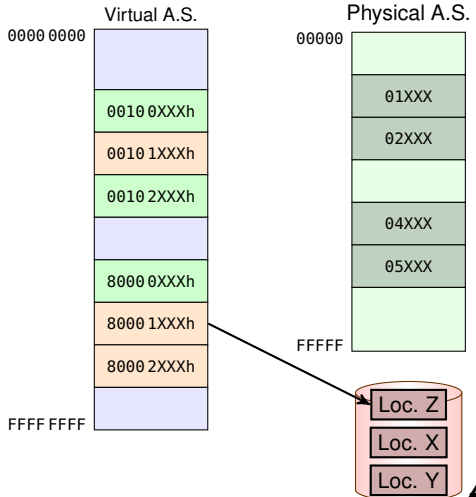 Virtual A.S.
0000 0000
0010 0XXXh
0010 1XXXh
0010 2XXXh
8000 0XXXh
8000 1XXXh
8000 2XXXh
FFFF FFFF
Physical A.S.
00000
01XXX
02XXX
04XXX
05XXX
FFFFF
Loc. Z
Loc. X
Loc. Y